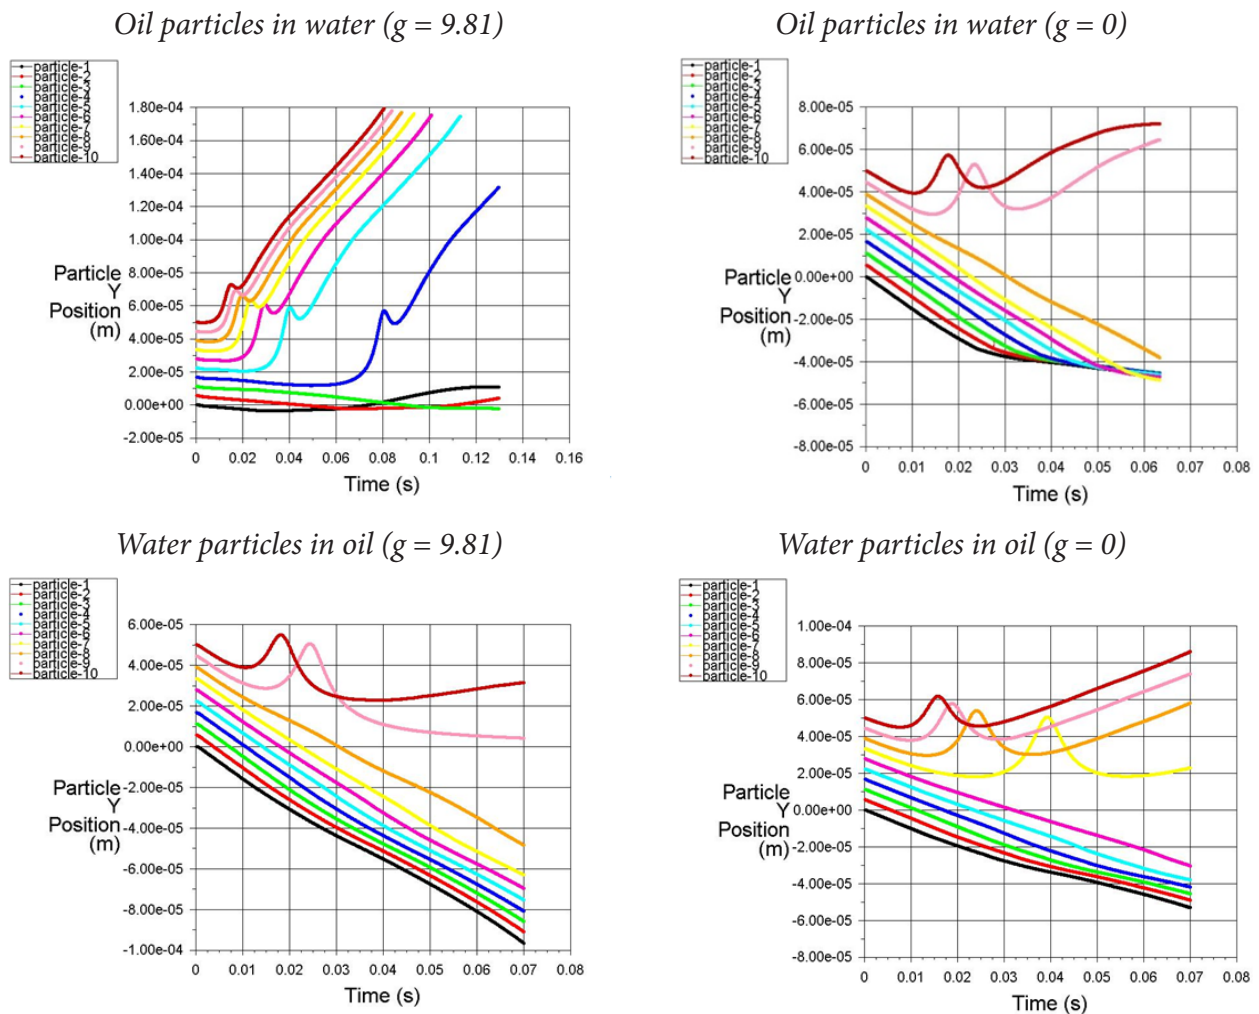 Oil particles in water (g = 9.81)
particle-1
particle-2
particle-3
particle-4
particle-5
particle-6
particle-7
particle-8
particle-9
particle-10
1.80e-04
1.60e-04
1.40e-04
1.20e-04
1.00e-04
8.00e-05
6.00e-05
4.00e-05
2.00e-05
0.00e+00
-2.00e-05
Particle
Y
Position
(m)
0 0.02 0.04 0.06 0.08 0.1 0.12 0.14 0.16
Time (s)
Oil particles in water (g = 0)
particle-1
particle-2
particle-3
particle-4
particle-5
particle-6
particle-7
particle-8
particle-9
particle-10
8.00e-05
6.00e-05
4.00e-05
2.00e-05
0.00e+00
-2.00e-05
-4.00e-05
-6.00e-05
-8.00e-05
Particle
Y
Position
(m)
0 0.01 0.02 0.03 0.04 0.05 0.06 0.07 0.08
Time (s)
Water particles in oil (g = 9.81)
particle-1
particle-2
particle-3
particle-4
particle-5
particle-6
particle-7
particle-8
particle-9
particle-10
6.00e-05
4.00e-05
2.00e-05
0.00e+00
-2.00e-05
-4.00e-05
-6.00e-05
-8.00e-05
-1.00e-04
Particle
Y
Position
(m)
0 0.01 0.02 0.03 0.04 0.05 0.06 0.07 0.08
Time (s)
Water particles in oil (g = 0)
particle-1
particle-2
particle-3
particle-4
particle-5
particle-6
particle-7
particle-8
particle-9
particle-10
1.00e-04
8.00e-05
6.00e-05
4.00e-05
2.00e-05
0.00e+00
-2.00e-05
-4.00e-05
-6.00e-05
-8.00e-05
Particle
Y
Position
(m)
0 0.01 0.02 0.03 0.04 0.05 0.06 0.07 0.08
Time (s)